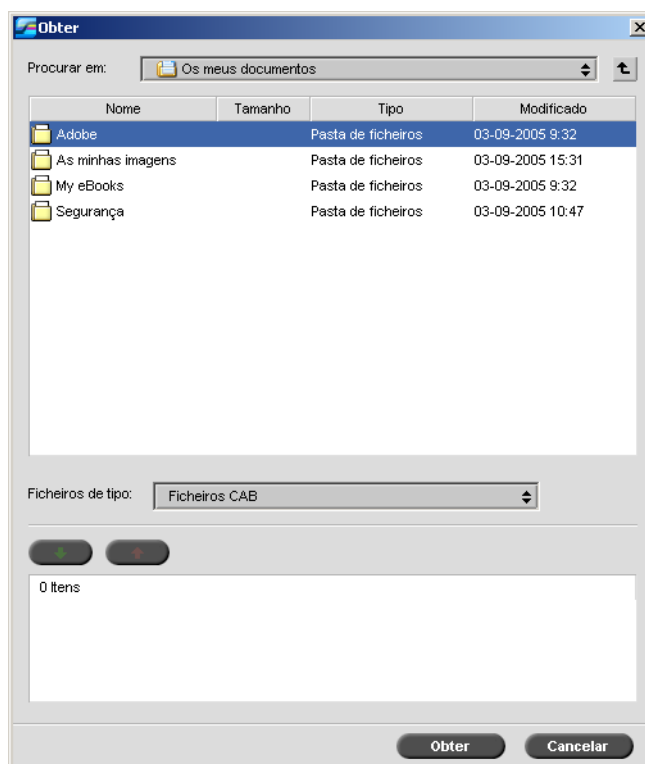 Obter
Procurar em: Os meus documentos
Nome Tamanho Tipo Modificado
Adobe Pasta de ficheiros 03-09-2005 9:32
As minhas imagens Pasta de ficheiros 03-09-2005 15:31
My eBooks Pasta de ficheiros 03-09-2005 9:32
Segurança Pasta de ficheiros 03-09-2005 10:47
Ficheiros de tipo: Ficheiros CAB
0 Itens
Obter Cancelar